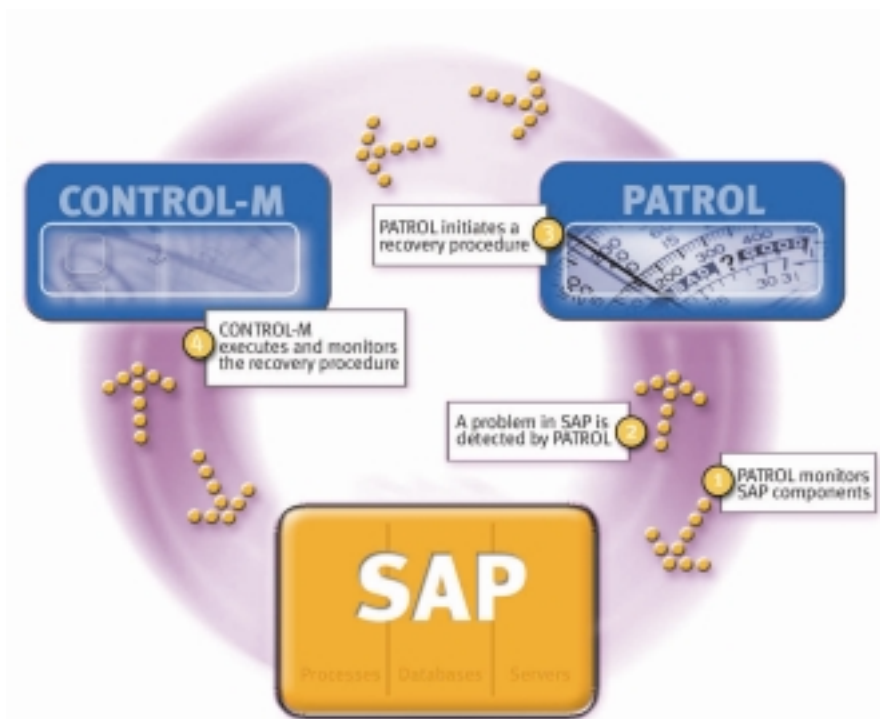 CONTROL-M
PATROL
PATROL initiates a
recovery procedure
3
CONTROL-M
executes and monitors
the recovery procedure
4
A problem in SAP is
detected by PATROL
2
1
PATROL monitors
SAP components
SAP
Processes Databases Servers